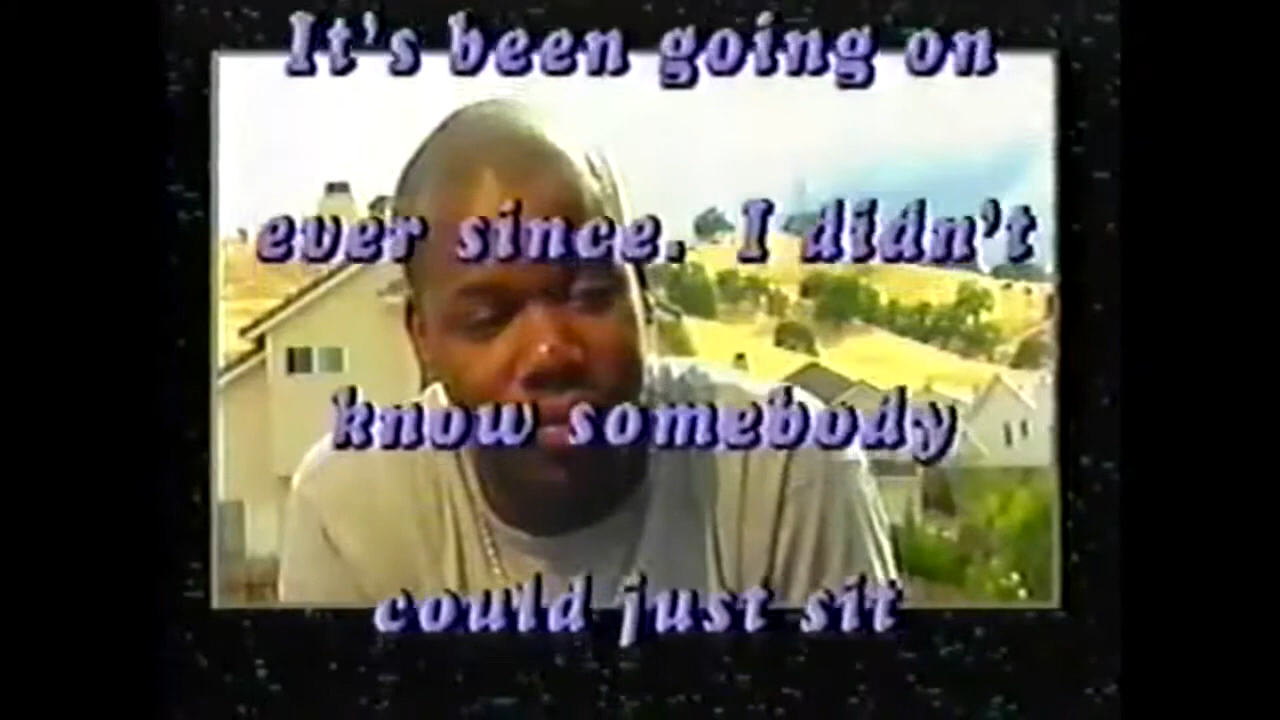 It's been going on
ever since. I didn't
know somebody
could just sit